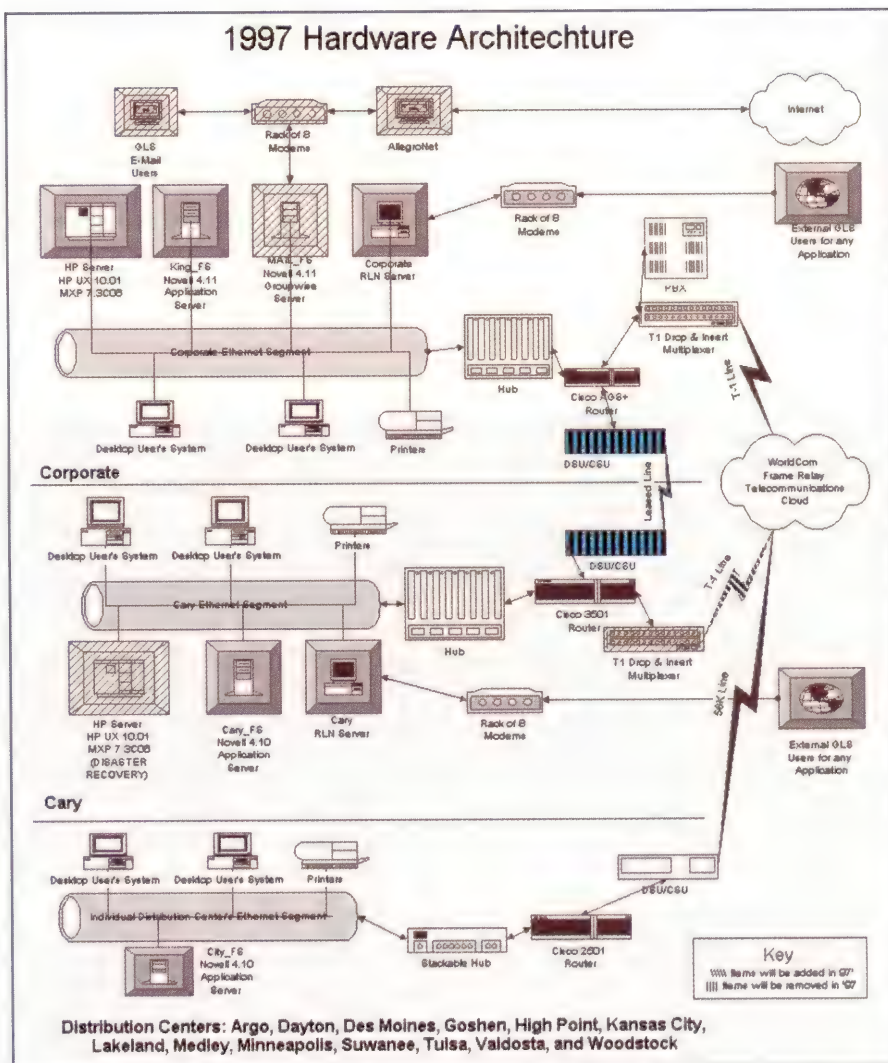 1997 Hardware Architechture
Internet
GLS
E-Mail
Users
Rack of 8
Modems
AllegroNet
Rack of 8
Modems
External GLS
Users for any
Application
HP Server
HP UX 10.01
MXP 7.3C08
King_FS
Novell 4.11
Application
Server
MAIL_FS
Novell 4.11
Groupwise
Server
Corporate
RLN Server
PBX
T1 Drop & Insert
Multiplexer
Corporate Ethernet Segment
Hub
Cisco AGS+
Router
T-1 Line
Desktop User's System
Desktop User's System
Printers
DSU/CSU
Corporate
Leased Line
WorldCom
Frame Relay
Telecommunications
Cloud
Desktop User's System
Desktop User's System
Printers
DSU/CSU
T-1 Line
Cary Ethernet Segment
Hub
Cisco 3501
Router
T1 Drop & Insert
Multiplexer
56K Line
HP Server
HP UX 10.01
MXP 7.3C08
(DISASTER
RECOVERY)
Cary_FS
Novell 4.10
Application
Server
Cary
RLN Server
Rack of 8
Modems
External GLS
Users for any
Application
Cary
Desktop User's System
Desktop User's System
Printers
DSU/CSU
Individual Distribution Center's Ethernet Segment
City_FS
Novell 4.10
Application
Server
Stackable Hub
Cisco 2501
Router
Key
Items will be added in 97'
Items will be removed in '97
Distribution Centers: Argo, Dayton, Des Moines, Goshen, High Point, Kansas City,
Lakeland, Medley, Minneapolis, Suwanee, Tulsa, Valdosta, and Woodstock